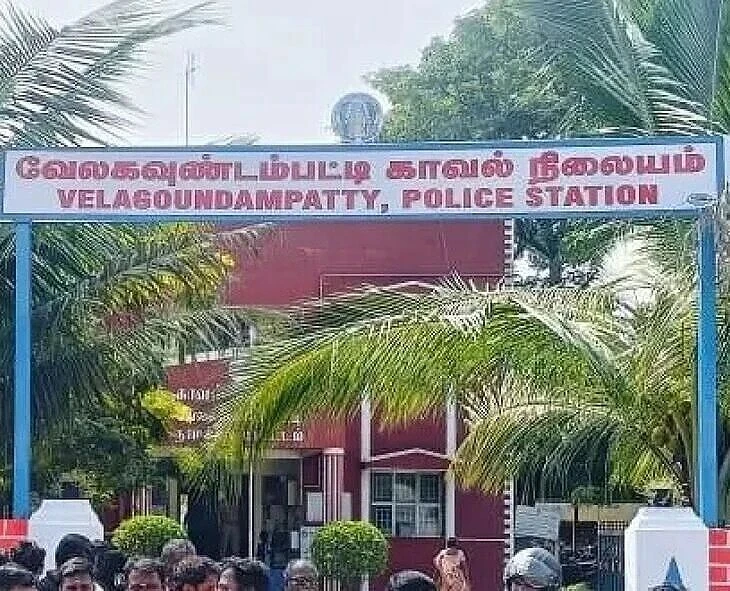 வேலகவுண்டம்பட்டி காவல் நிலையம்
VELAGOUNDAMPATTY, POLICE STATION